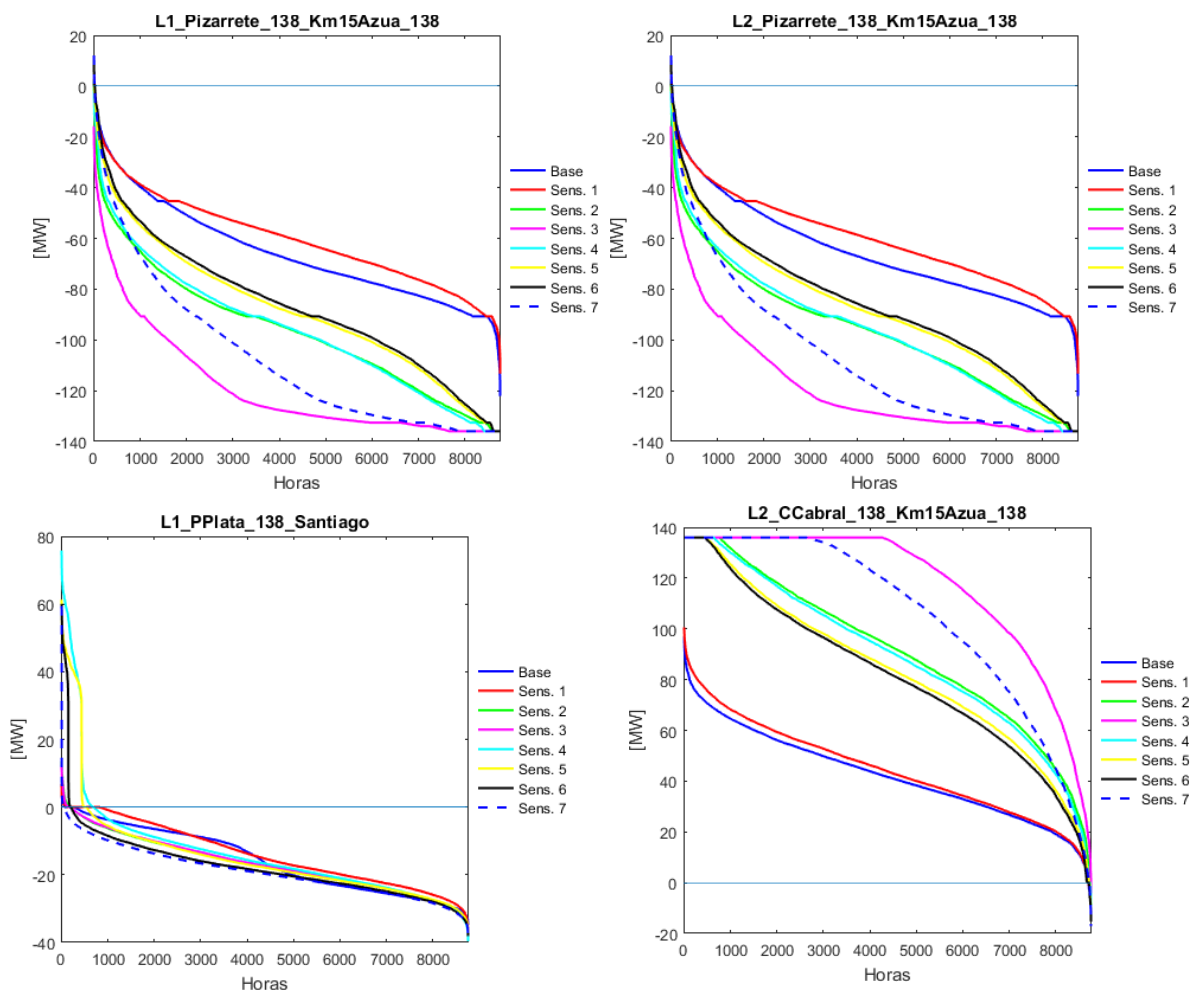 L1_Pizarrete_138_Km15Azua_138
20
0
-20
-40
-60
-80
-100
-120
-140
[MW]
0 1000 2000 3000 4000 5000 6000 7000 8000
Horas
Base
Sens. 1
Sens. 2
Sens. 3
Sens. 4
Sens. 5
Sens. 6
Sens. 7
L2_Pizarrete_138_Km15Azua_138
20
0
-20
-40
-60
-80
-100
-120
-140
[MW]
0 1000 2000 3000 4000 5000 6000 7000 8000
Horas
Base
Sens. 1
Sens. 2
Sens. 3
Sens. 4
Sens. 5
Sens. 6
Sens. 7
L1_PPlata_138_Santiago
80
60
40
20
0
-20
-40
[MW]
0 1000 2000 3000 4000 5000 6000 7000 8000
Horas
Base
Sens. 1
Sens. 2
Sens. 3
Sens. 4
Sens. 5
Sens. 6
Sens. 7
L2_CCabral_138_Km15Azua_138
140
120
100
80
60
40
20
0
-20
[MW]
0 1000 2000 3000 4000 5000 6000 7000 8000
Horas
Base
Sens. 1
Sens. 2
Sens. 3
Sens. 4
Sens. 5
Sens. 6
Sens. 7